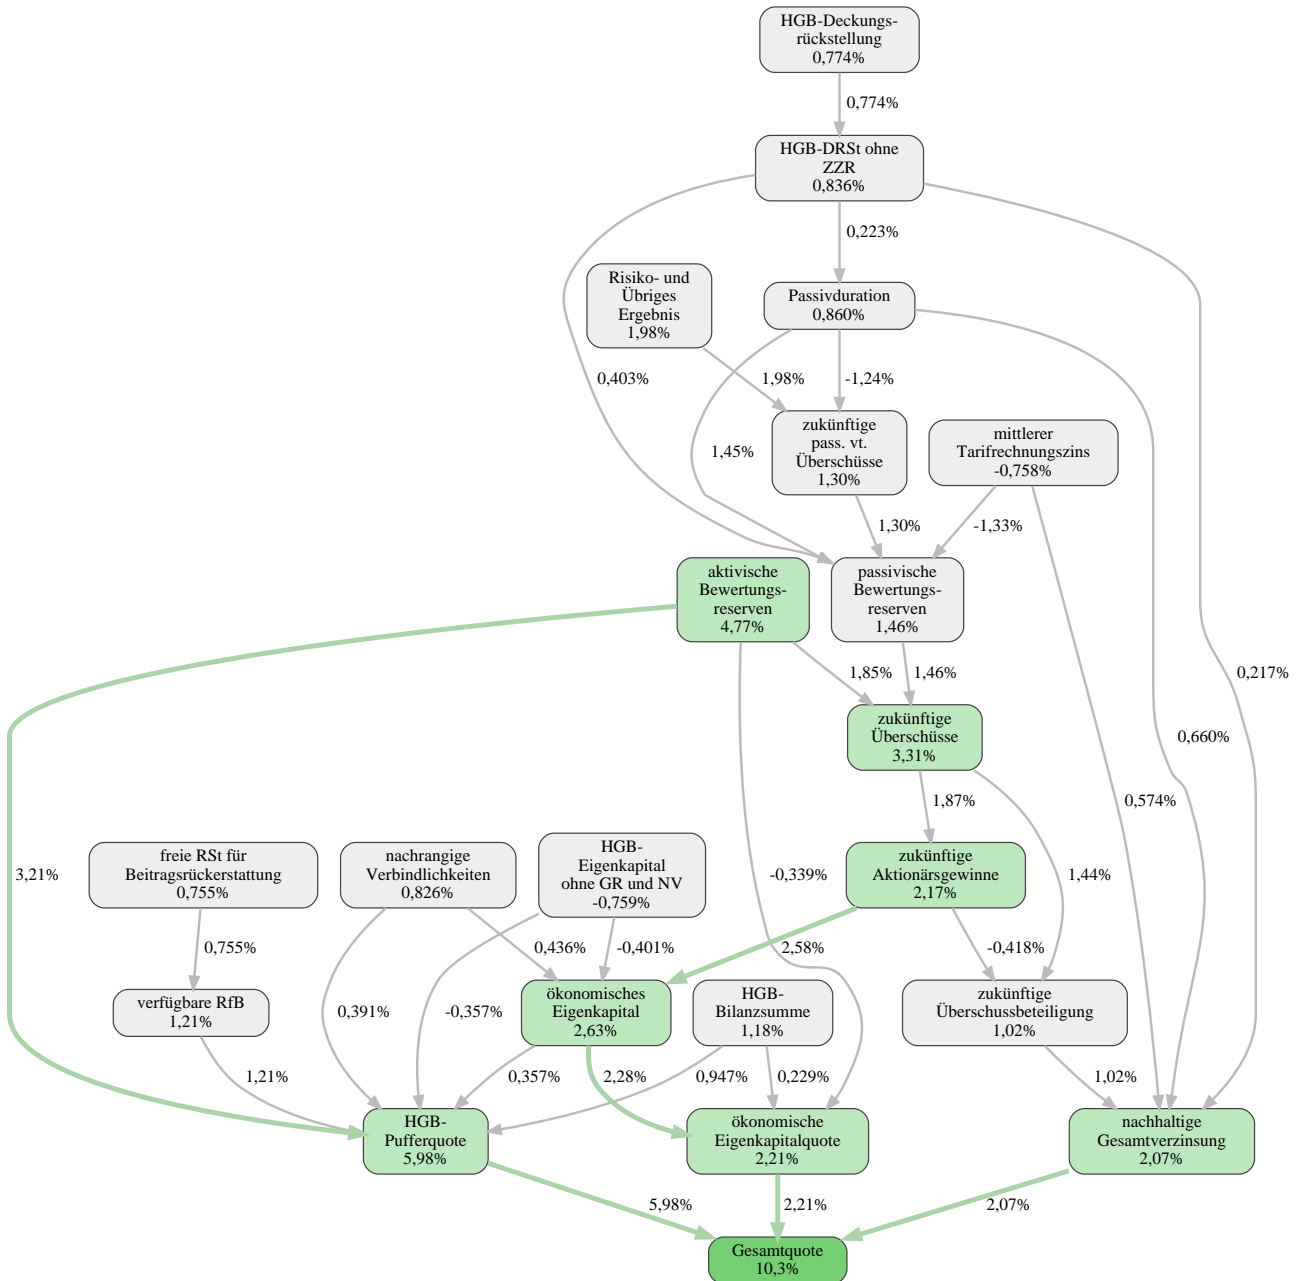 HGB-Deckungs-
rückstellung
0,774%
0,774%
HGB-DRSt ohne
ZZR
0,836%
0,223%
Risiko- und
Übriges
Ergebnis
1,98%
Passivduration
0,860%
0,403%
1,98%
-1,24%
zukünftige
pass. vt.
Überschüsse
1,30%
mittlerer
Tarifrechnungszins
-0,758%
1,45%
1,30%
-1,33%
aktivische
Bewertungs-
reserven
4,77%
passivische
Bewertungs-
reserven
1,46%
1,85%
1,46%
0,217%
zukünftige
Überschüsse
3,31%
0,660%
1,87%
0,574%
freie RSt für
Beitragsrückerstattung
0,755%
nachrangige
Verbindlichkeiten
0,826%
HGB-
Eigenkapital
ohne GR und NV
-0,759%
zukünftige
Aktionärsgewinne
2,17%
3,21%
-0,339%
1,44%
0,755%
0,436%
-0,401%
2,58%
-0,418%
verfügbare RfB
1,21%
0,391%
-0,357%
ökonomisches
Eigenkapital
2,63%
HGB-
Bilanzsumme
1,18%
zukünftige
Überschussbeteiligung
1,02%
1,21%
0,357%
2,28%
0,947%
0,229%
1,02%
HGB-
Pufferquote
5,98%
ökonomische
Eigenkapitalquote
2,21%
nachhaltige
Gesamtverzinsung
2,07%
5,98%
2,21%
2,07%
Gesamtquote
10,3%